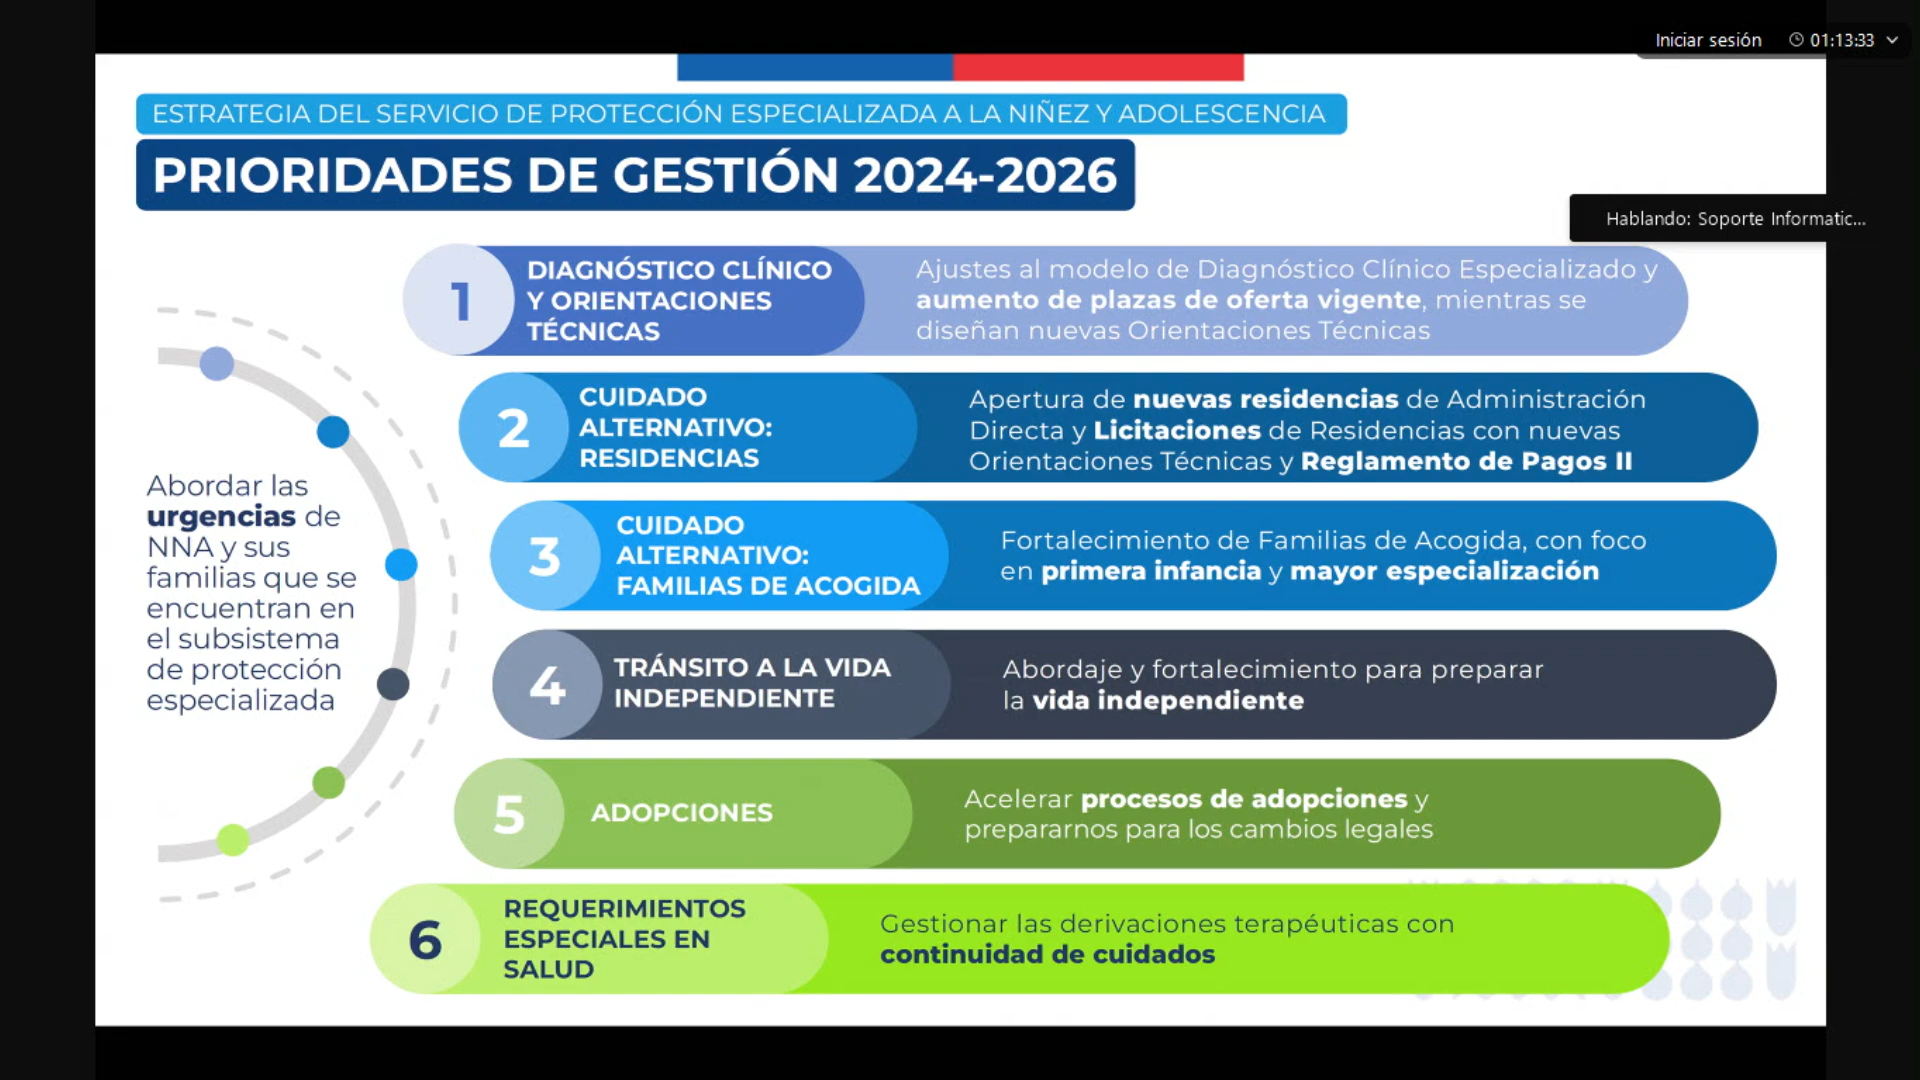 Iniciar sesión 01:13:33
ESTRATEGIA DEL SERVICIO DE PROTECCIÓN ESPECIALIZADA A LA NIÑEZ Y ADOLESCENCIA
PRIORIDADES DE GESTIÓN 2024-2026
Hablando: Soporte Informatic...
Abordar las
urgencias de
NNA y sus
familias que se
encuentran en
el subsistema
de protección
especializada
1
DIAGNÓSTICO CLÍNICO
Y ORIENTACIONES
TÉCNICAS
Ajustes al modelo de Diagnóstico Clínico Especializado y
aumento de plazas de oferta vigente, mientras se
diseñan nuevas Orientaciones Técnicas
2
CUIDADO
ALTERNATIVO:
RESIDENCIAS
Apertura de nuevas residencias de Administración
Directa y Licitaciones de Residencias con nuevas
Orientaciones Técnicas y Reglamento de Pagos II
3
CUIDADO
ALTERNATIVO:
FAMILIAS DE ACOGIDA
Fortalecimiento de Familias de Acogida, con foco
en primera infancia y mayor especialización
4
TRÁNSITO A LA VIDA
INDEPENDIENTE
Abordaje y fortalecimiento para preparar
la vida independiente
5
ADOPCIONES
Acelerar procesos de adopciones y
prepararnos para los cambios legales
6
REQUERIMIENTOS
ESPECIALES EN
SALUD
Gestionar las derivaciones terapéuticas con
continuidad de cuidados